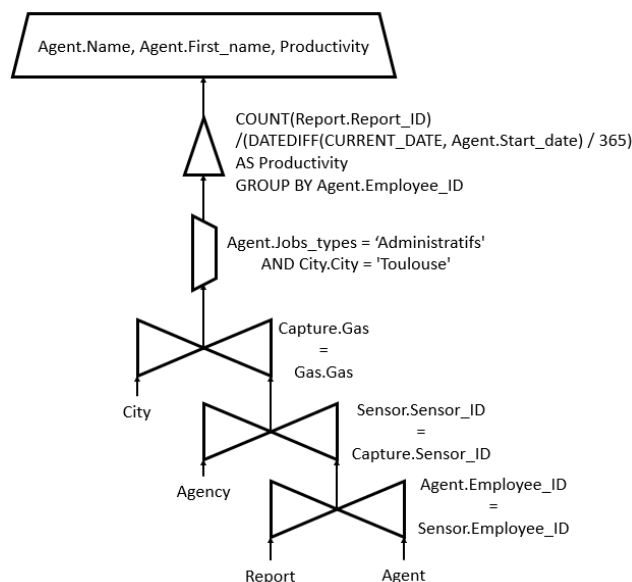 Agent.Name, Agent.First_name, Productivity
COUNT(Report.Report_ID)
/(DATEDIFF(CURRENT_DATE, Agent.Start_date) / 365)
AS Productivity
GROUP BY Agent.Employee_ID
Agent.Jobs_types = ‘Administratifs'
AND City.City = 'Toulouse'
Capture.Gas
=
Gas.Gas
City
Sensor.Sensor_ID
=
Capture.Sensor_ID
Agency
Agent.Employee_ID
=
Sensor.Employee_ID
Report
Agent